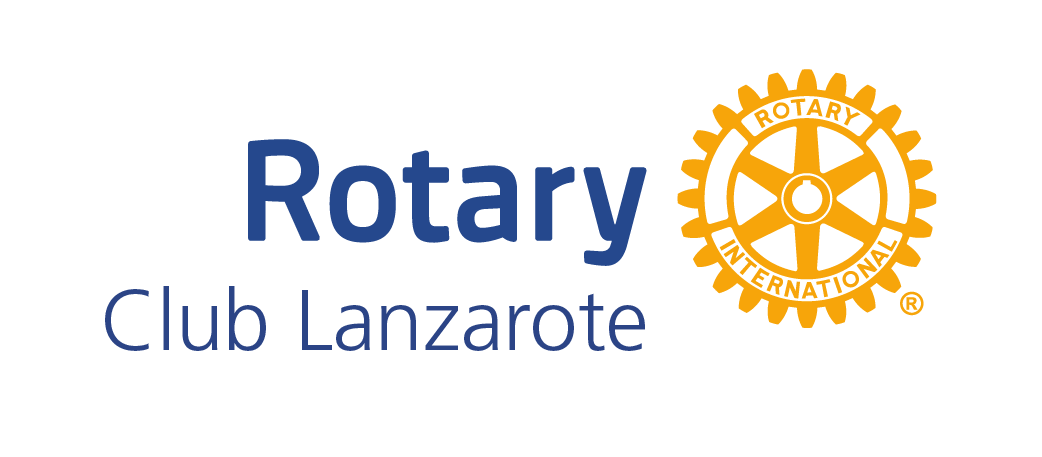 Rotary
Club Lanzarote
ROTARY
INTERNATIONAL
®